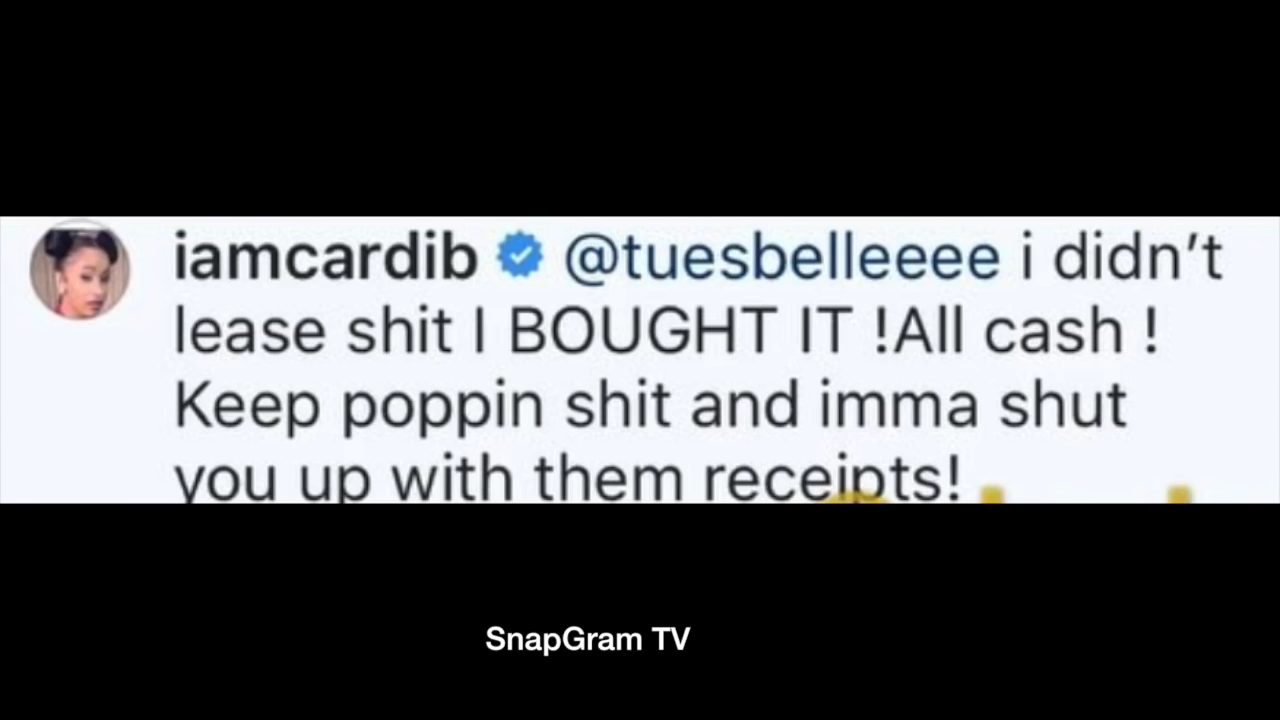 iamcardib @tuesbelleeee i didn’t
lease shit I BOUGHT IT !All cash !
Keep poppin shit and imma shut
you up with them receipts!
SnapGram TV